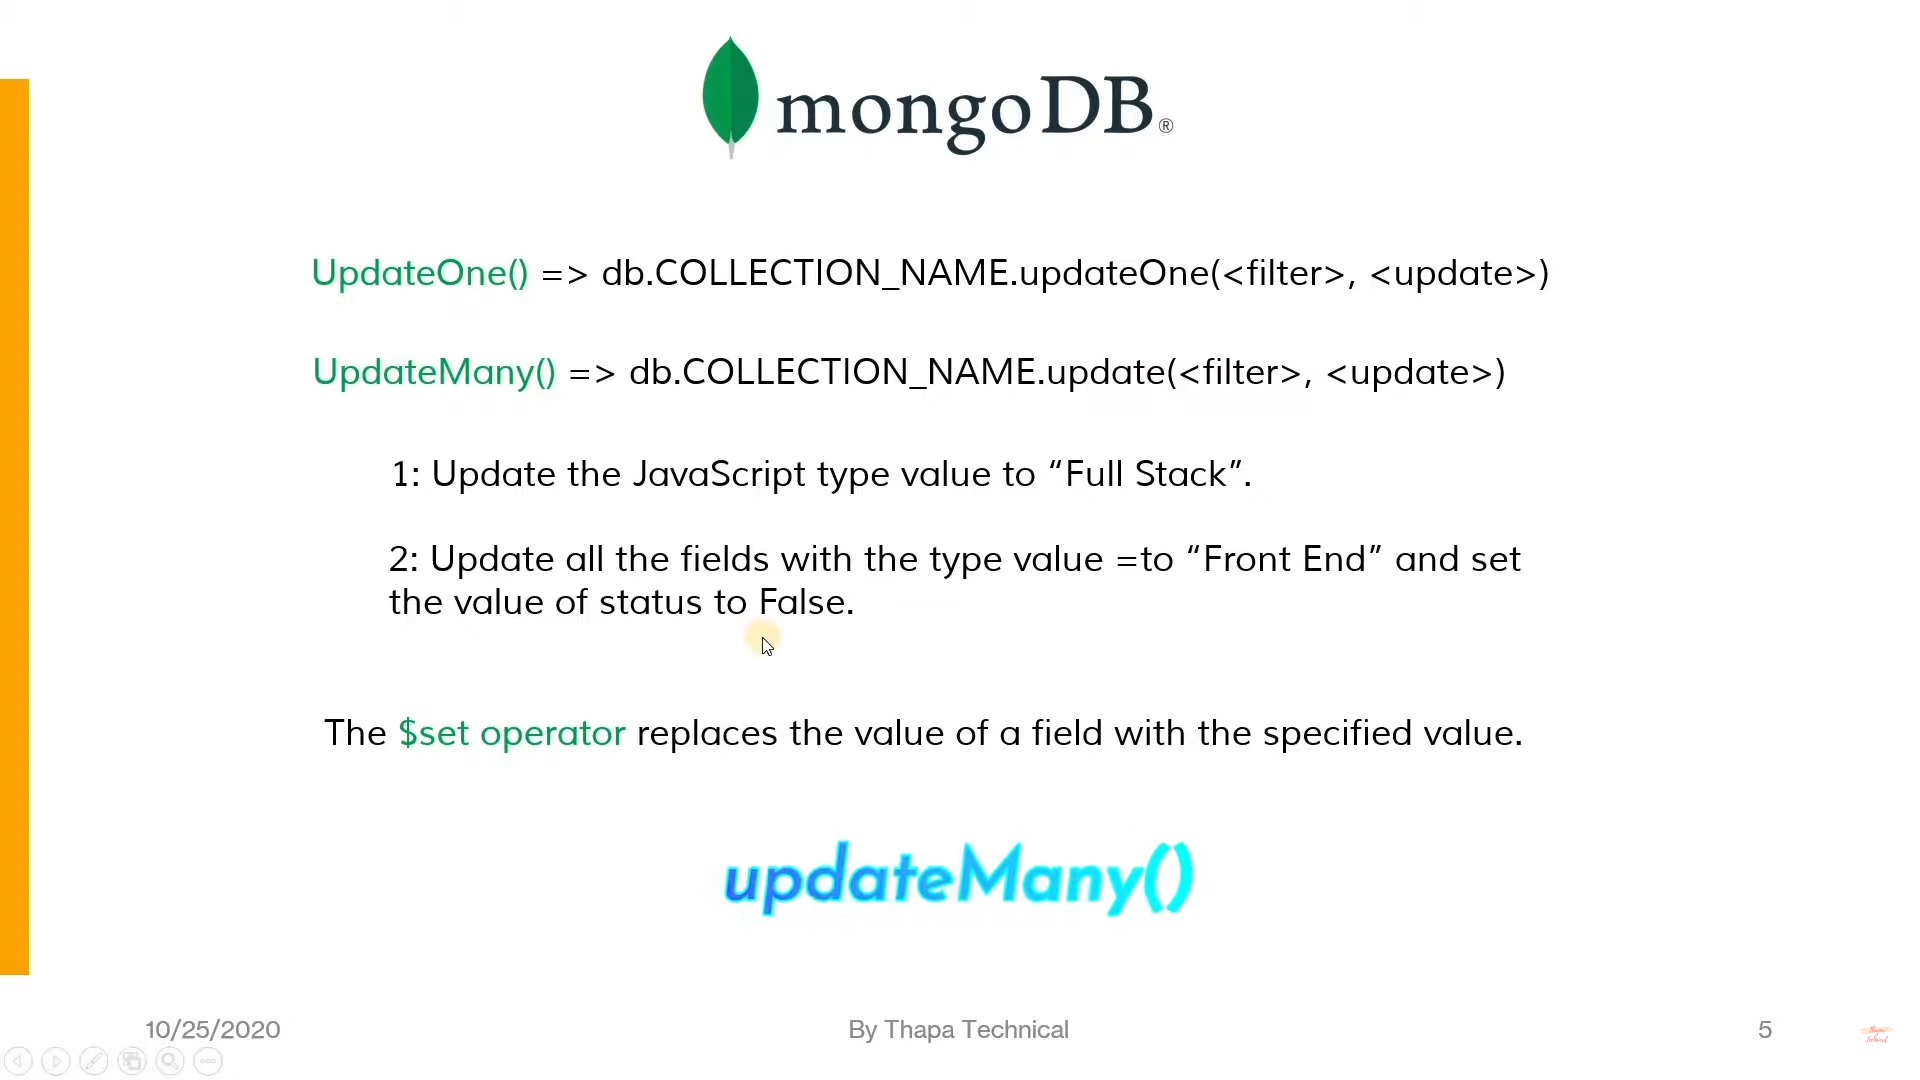 mongoDB®
UpdateOne() => db.COLLECTION_NAME.updateOne(<filter>, <update>)
UpdateMany() => db.COLLECTION_NAME.update(<filter>, <update>)
1: Update the JavaScript type value to “Full Stack”.
2: Update all the fields with the type value =to “Front End” and set
the value of status to False.
The $set operator replaces the value of a field with the specified value.
updateMany()
10/25/2020
By Thapa Technical
5
Thapa
Technical